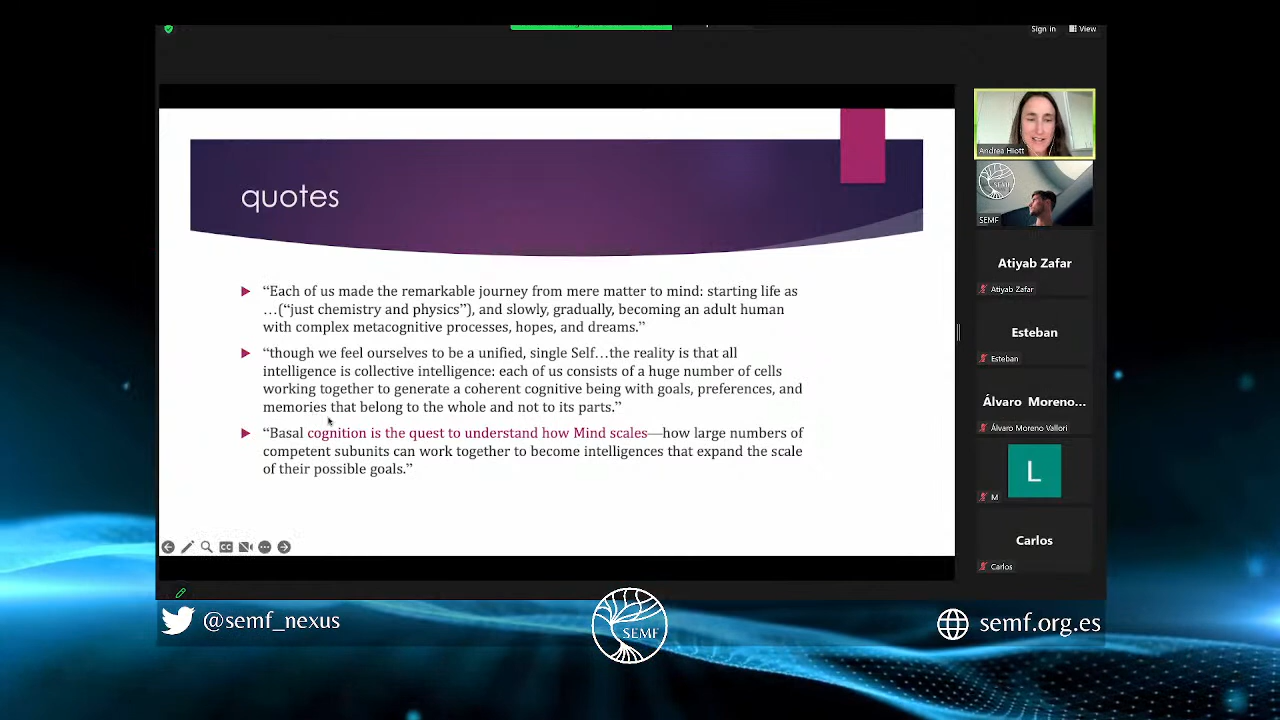 Sign in
View
quotes
“Each of us made the remarkable journey from mere matter to mind: starting life as
…(“just chemistry and physics”), and slowly, gradually, becoming an adult human
with complex metacognitive processes, hopes, and dreams.”
“though we feel ourselves to be a unified, single Self…the reality is that all
intelligence is collective intelligence: each of us consists of a huge number of cells
working together to generate a coherent cognitive being with goals, preferences, and
memories that belong to the whole and not to its parts.”
“Basal cognition is the quest to understand how Mind scales—how large numbers of
competent subunits can work together to become intelligences that expand the scale
of their possible goals.”
CC
Andrea Hiott
SEMF
SEMF
Atiyab Zafar
Atiyab Zafar
Esteban
Esteban
Álvaro Moreno...
Álvaro Moreno Vallori
L
M
Carlos
Carlos
@semf_nexus
SEMF
semf.org.es